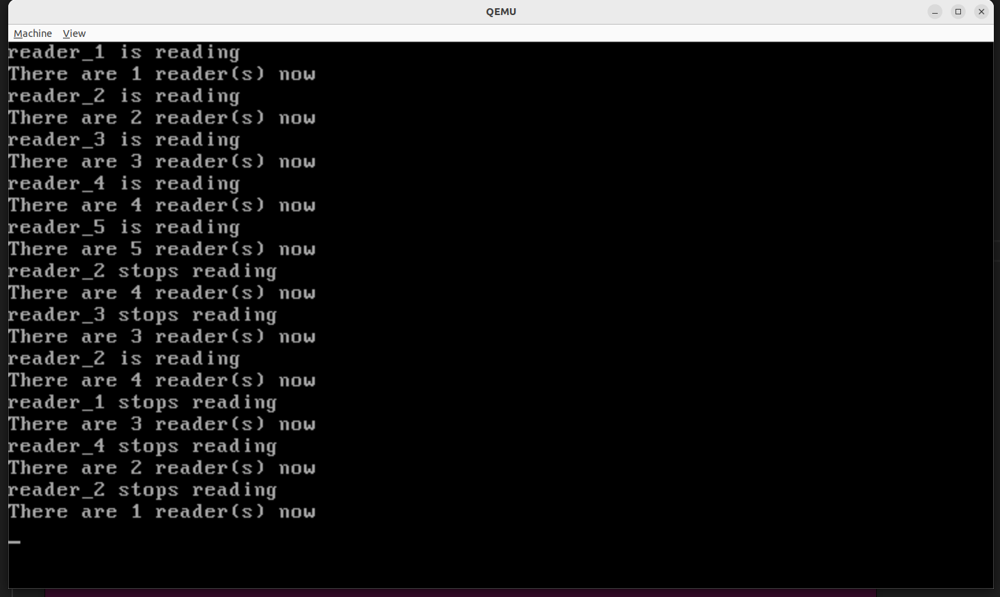 QEMU
Machine View
reader_1 is reading
There are 1 reader(s) now
reader_2 is reading
There are 2 reader(s) now
reader_3 is reading
There are 3 reader(s) now
reader_4 is reading
There are 4 reader(s) now
reader_5 is reading
There are 5 reader(s) now
reader_2 stops reading
There are 4 reader(s) now
reader_3 stops reading
There are 3 reader(s) now
reader_2 is reading
There are 4 reader(s) now
reader_1 stops reading
There are 3 reader(s) now
reader_4 stops reading
There are 2 reader(s) now
reader_2 stops reading
There are 1 reader(s) now